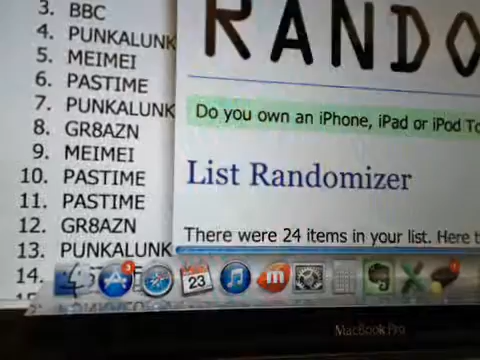 3. BBC
4. PUNKALUNK
5. MEIMEI
6. PASTIME
7. PUNKALUNK
8. GR8AZN
9. MEIMEI
10. PASTIME
11. PASTIME
12. GR8AZN
13. PUNKALUNK
14.
RANDO
Do you own an iPhone, iPad or iPod To
List Randomizer
There were 24 items in your list. Here t
3
23
MacBook Pro